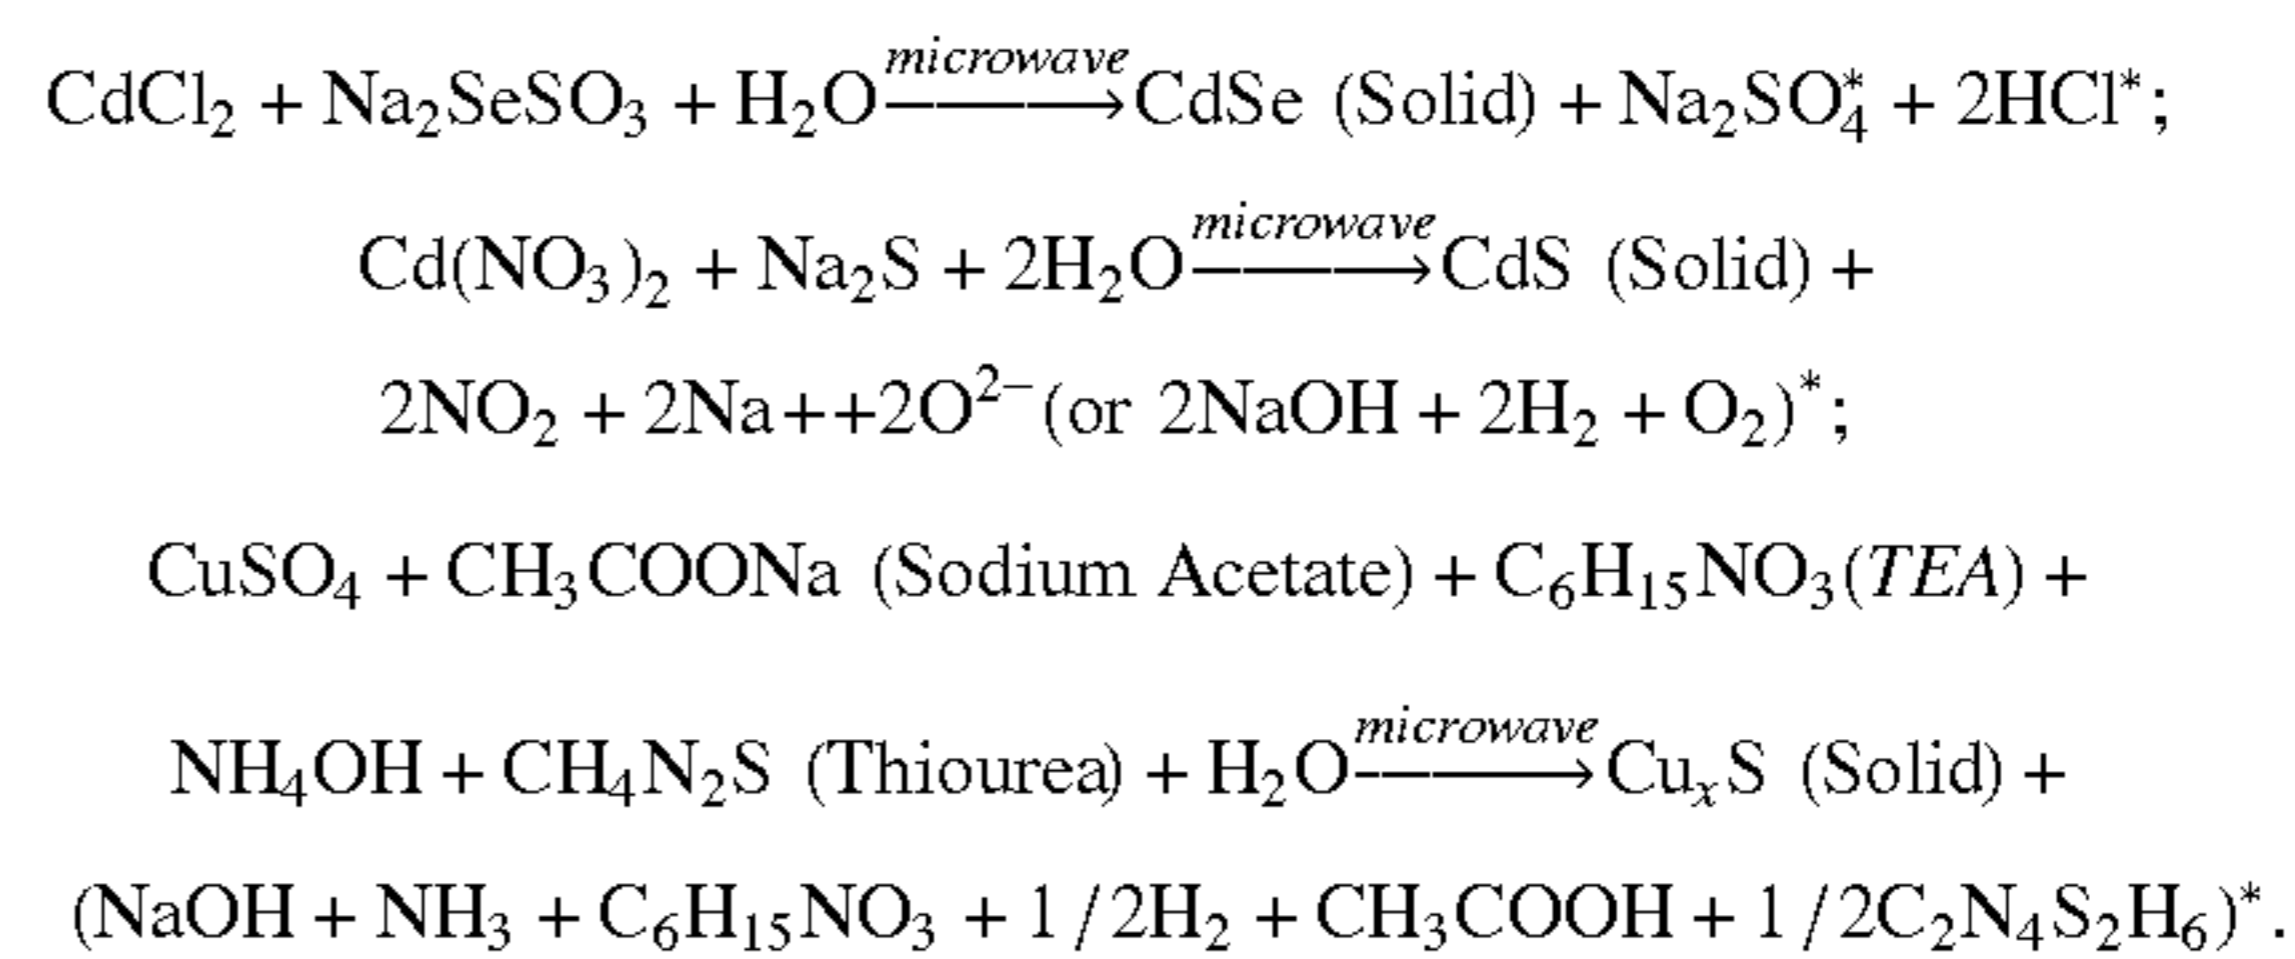 CdCl₂ + Na₂SeSO₃ + H₂O —microwave→ CdSe (Solid) + Na₂SO₄* + 2HCl*;
Cd(NO₃)₂ + Na₂S + 2H₂O —microwave→ CdS (Solid) +
2NO₂ + 2Na++2O²⁻(or 2NaOH + 2H₂ + O₂)*;
CuSO₄ + CH₃COONa (Sodium Acetate) + C₆H₁₅NO₃(TEA) +
NH₄OH + CH₄N₂S (Thiourea) + H₂O —microwave→ CuₓS (Solid) +
(NaOH + NH₃ + C₆H₁₅NO₃ + 1/2H₂ + CH₃COOH + 1/2C₂N₄S₂H₆)*.